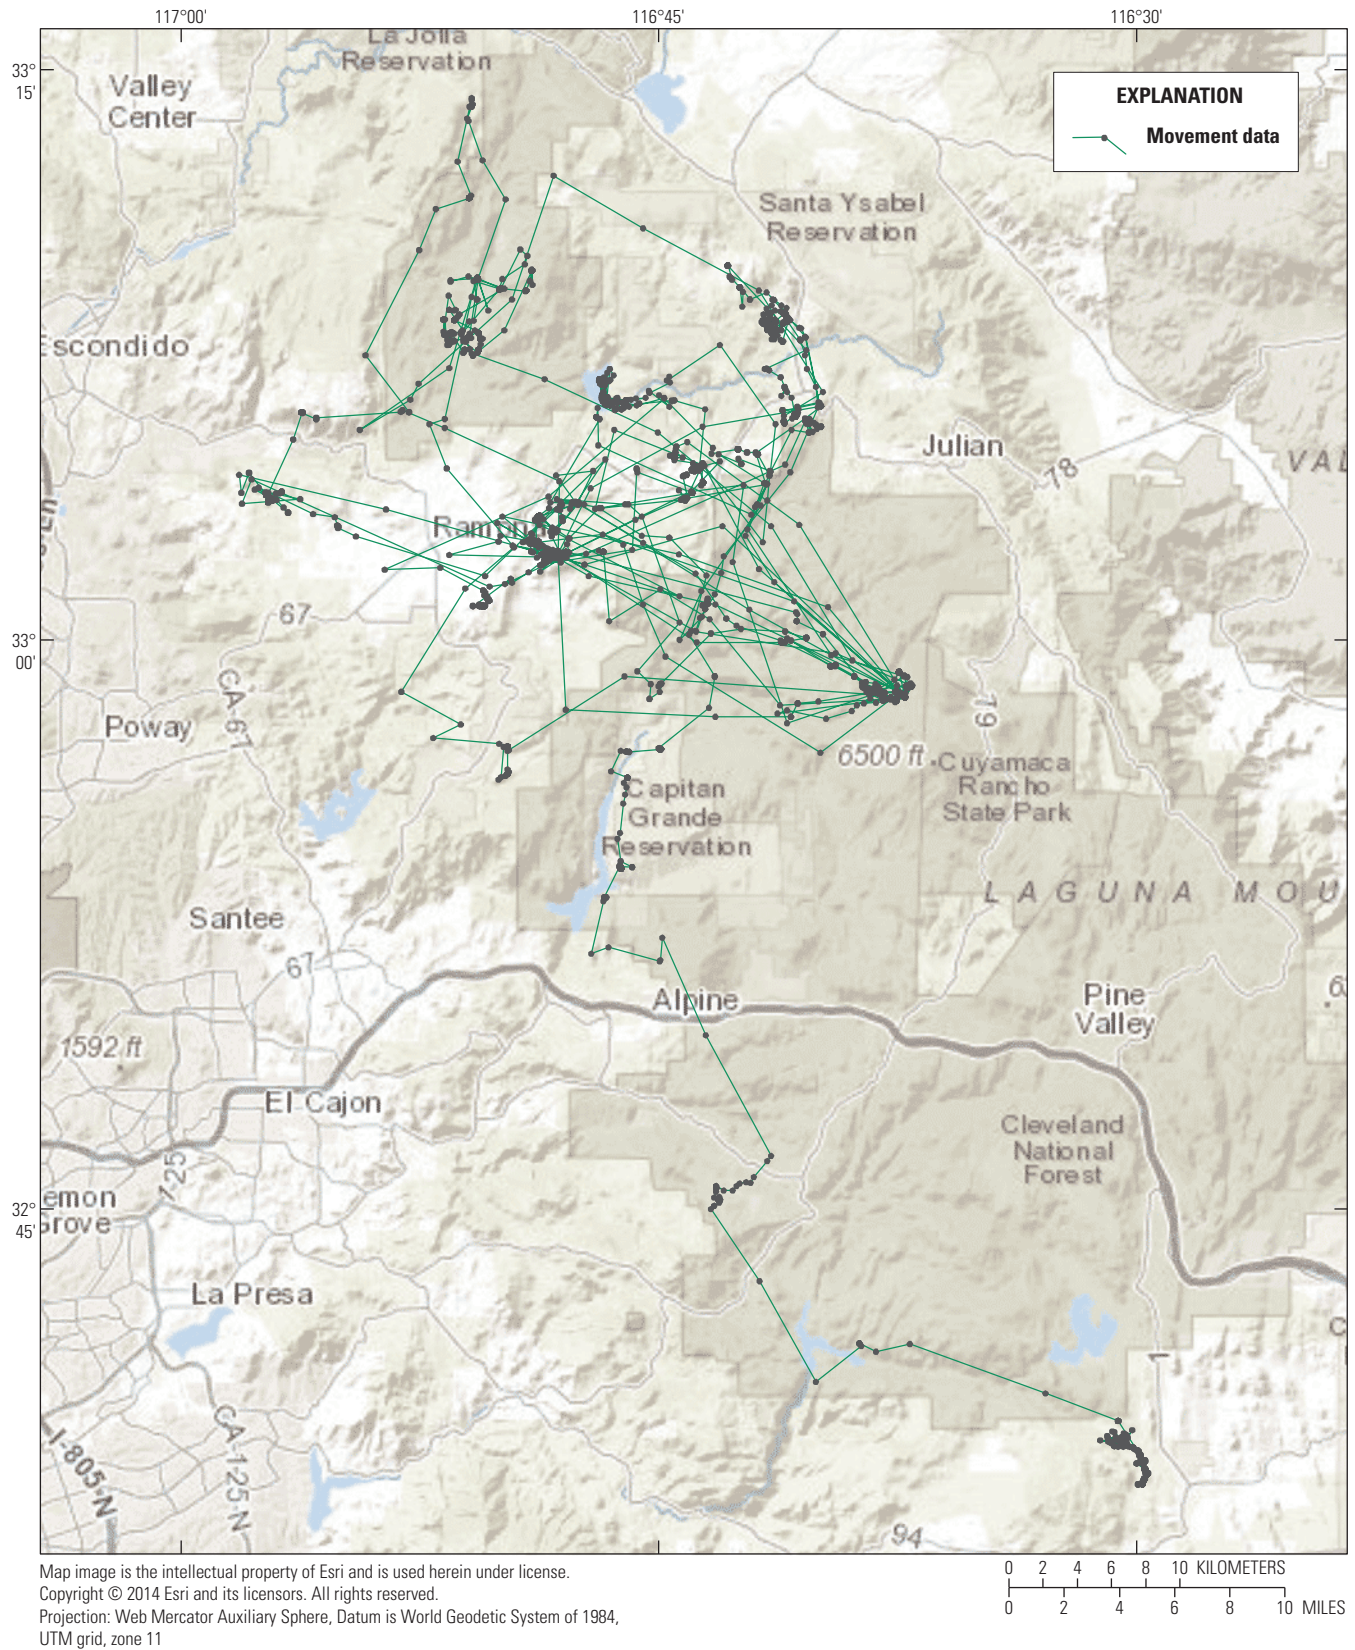 117°00'
116°45'
116°30'
33°
15'
La Jolla
Reservation
Valley
Center
EXPLANATION
Movement data
Santa Ysabel
Reservation
Escondido
Julian
78
VAL
Ramona
67
33°
00'
CA-67
Poway
79
6500 ft
Cuyamaca
Rancho
State Park
Capitan
Grande
Reservation
LAGUNA MOU
Santee
67
Alpine
Pine
Valley
1592 ft
El Cajon
Cleveland
National
Forest
125
emon
Grove
32°
45'
La Presa
1
CA-125-N
I-805-N
94
Map image is the intellectual property of Esri and is used herein under license.
Copyright © 2014 Esri and its licensors. All rights reserved.
Projection: Web Mercator Auxiliary Sphere, Datum is World Geodetic System of 1984,
UTM grid, zone 11
0 2 4 6 8 10 KILOMETERS
0 2 4 6 8 10 MILES